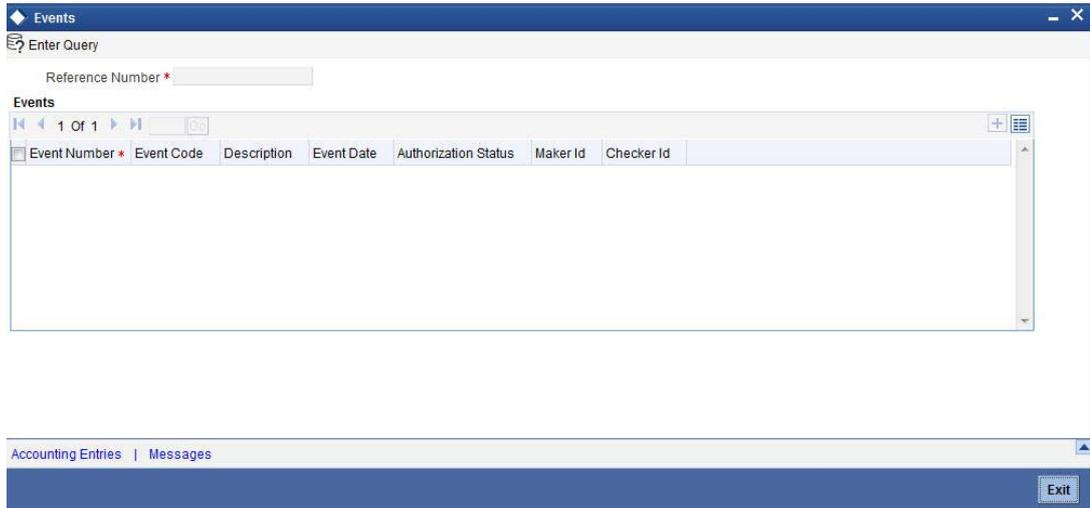 Events
Enter Query
Reference Number *
Events
1 Of 1 Go
Event Number * Event Code Description Event Date Authorization Status Maker Id Checker Id
Accounting Entries | Messages
Exit